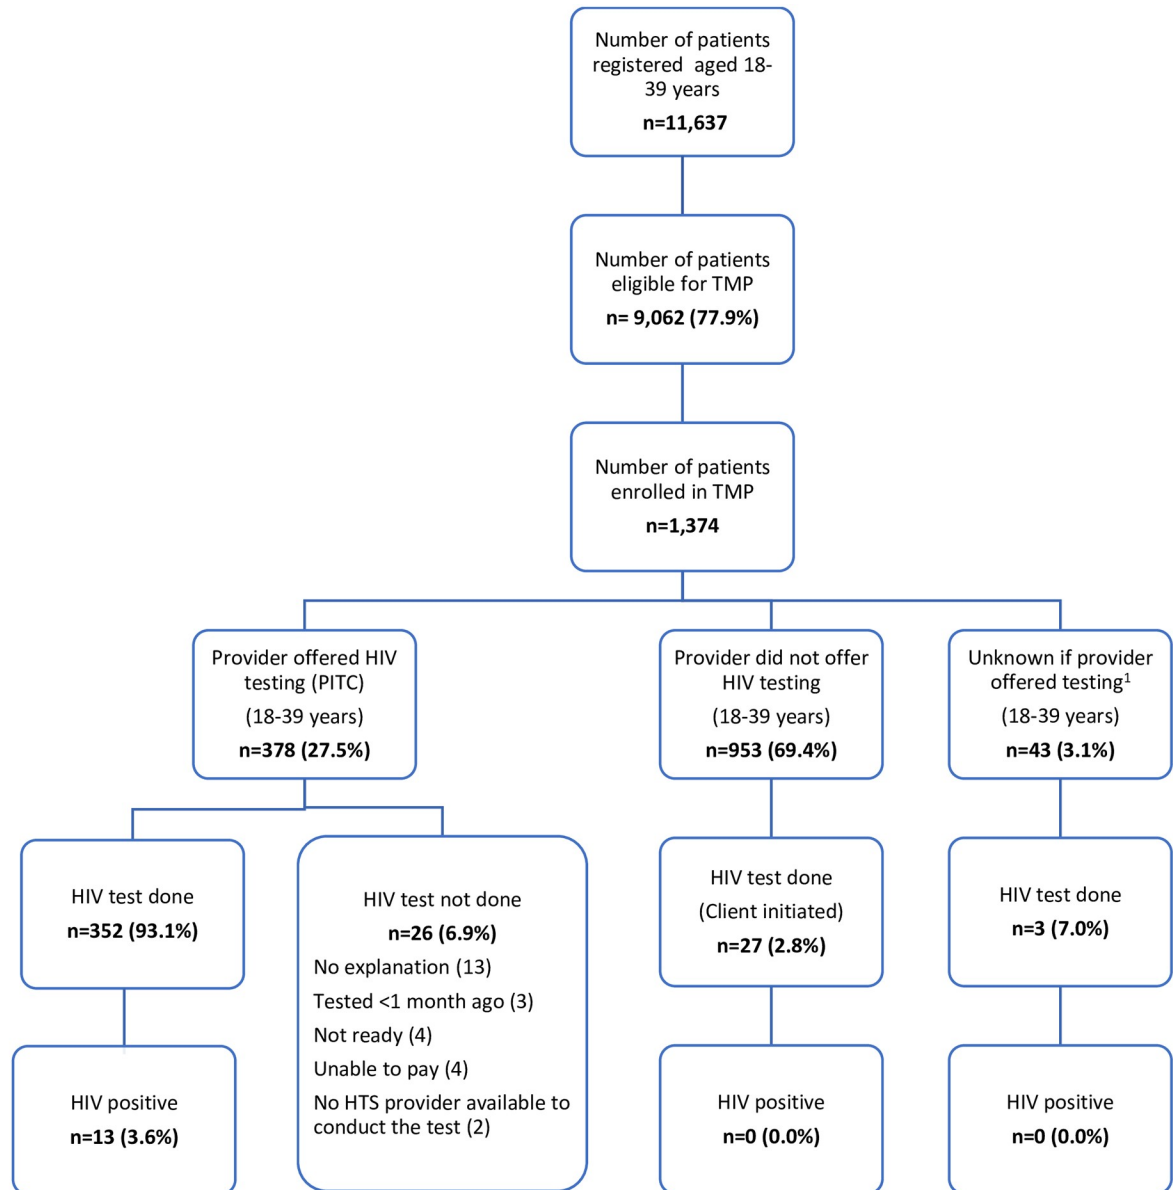 Number of patients
registered  aged 18-
39 years
n=11,637
Number of patients
eligible for TMP
n= 9,062 (77.9%)
Number of patients
enrolled in TMP
n=1,374
Provider offered HIV
testing (PITC)
(18-39 years)
n=378 (27.5%)
Provider did not offer
HIV testing
(18-39 years)
n=953 (69.4%)
Unknown if provider
offered testing¹
(18-39 years)
n=43 (3.1%)
HIV test done
n=352 (93.1%)
HIV test not done
n=26 (6.9%)
No explanation (13)
Tested <1 month ago (3)
Not ready (4)
Unable to pay (4)
No HTS provider available to
conduct the test (2)
HIV test done
(Client initiated)
n=27 (2.8%)
HIV test done
n=3 (7.0%)
HIV positive
n=13 (3.6%)
HIV positive
n=0 (0.0%)
HIV positive
n=0 (0.0%)